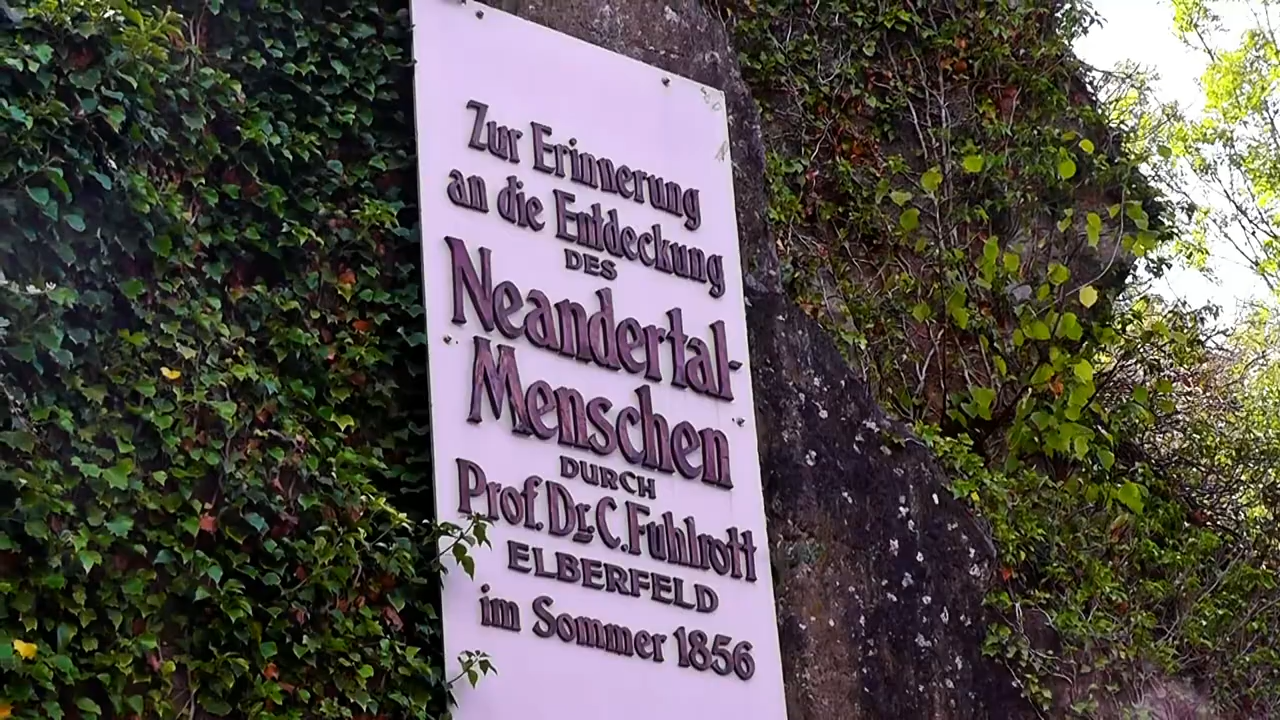 Zur Erinnerung
an die Entdeckung
DES
Neandertal-
Menschen
DURCH
Prof. Dr. C. Fuhlrott
ELBERFELD
im Sommer 1856